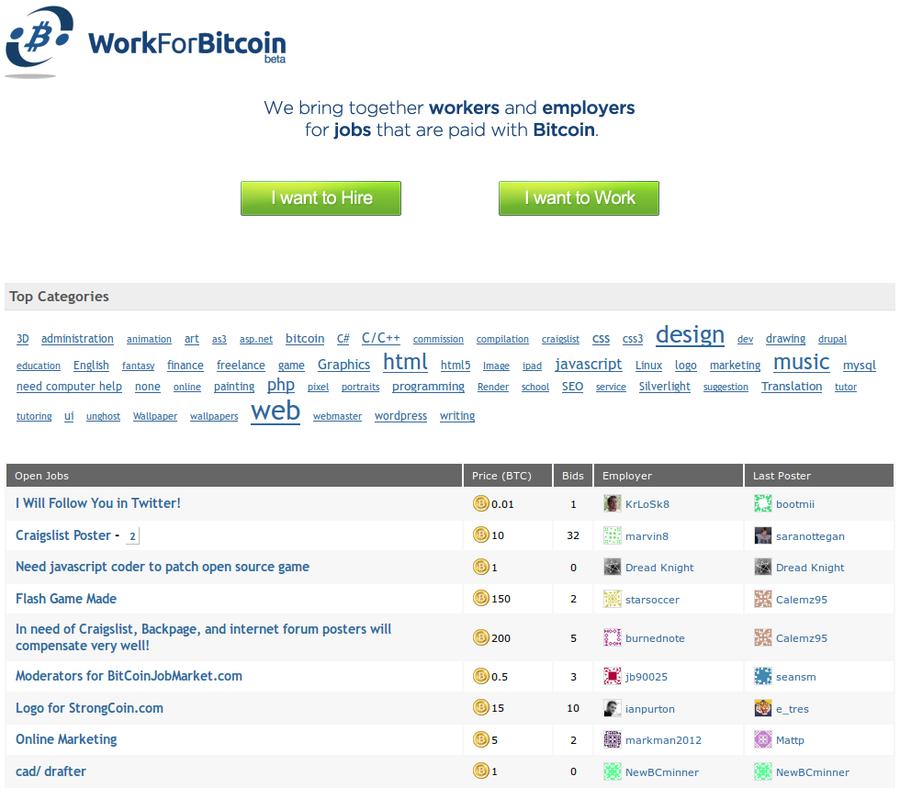 WorkForBitcoin
beta
We bring together workers and employers
for jobs that are paid with Bitcoin.
I want to Hire I want to Work
Top Categories
3D administration animation art as3 asp.net bitcoin C# C/C++ commission compilation craigslist css css3 design dev drawing drupal
education English fantasy finance freelance game Graphics html html5 Image ipad javascript Linux logo marketing music mysql
need computer help none online painting php pixel portraits programming Render school SEO service Silverlight suggestion Translation tutor
tutoring ui unghost Wallpaper wallpapers web webmaster wordpress writing
Open Jobs Price (BTC) Bids Employer Last Poster
I Will Follow You in Twitter! 0.01 1 KrLoSk8 bootmii
Craigslist Poster - 2 10 32 marvin8 saranottegan
Need javascript coder to patch open source game 1 0 Dread Knight Dread Knight
Flash Game Made 150 2 starsoccer Calemz95
In need of Craigslist, Backpage, and internet forum posters will
compensate very well! 200 5 burnednote Calemz95
Moderators for BitCoinJobMarket.com 0.5 3 jb90025 seansm
Logo for StrongCoin.com 15 10 ianpurton e_tres
Online Marketing 5 2 markman2012 Mattp
cad/ drafter 1 0 NewBCminner NewBCminner